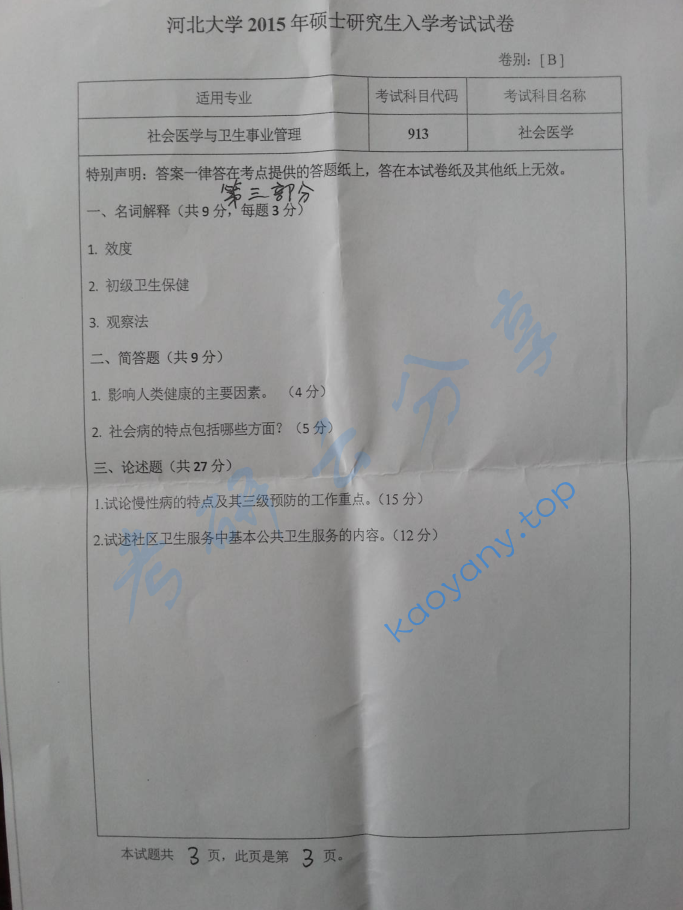 河北大学 2015 年硕士研究生入学考试试卷
卷别：[ B ]
适用专业 考试科目代码 考试科目名称
社会医学与卫生事业管理 913 社会医学
特别声明：答案一律答在考点提供的答题纸上，答在本试卷纸及其他纸上无效。
第三部分
一、名词解释（共 9 分，每题 3 分）
1. 效度
2. 初级卫生保健
3. 观察法
二、简答题（共 9 分）
1. 影响人类健康的主要因素。 （4 分）
2. 社会病的特点包括哪些方面？（5 分）
三、论述题（共 27 分）
1.试论慢性病的特点及其三级预防的工作重点。（15 分）
2.试述社区卫生服务中基本公共卫生服务的内容。（12 分）
考研云分享
kaoyany.top
本试题共 3 页，此页是第 3 页。